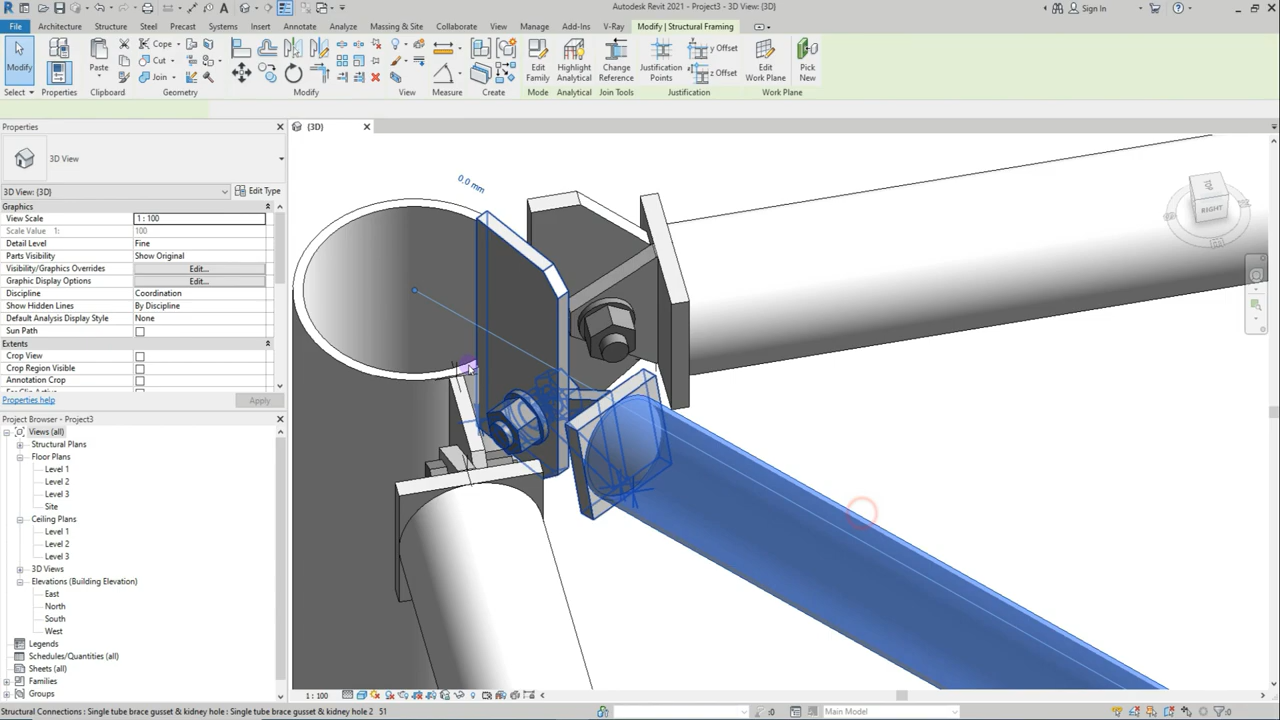 Autodesk Revit 2021 - Project3 - 3D View: {3D}
Sign In
File Architecture Structure Steel Precast Systems Insert Annotate Analyze Massing & Site Collaborate View Manage Add-Ins V-Ray Modify | Structural Framing
Modify
Paste
Cope
Cut
Join
Edit Family
Highlight Analytical
Change Reference
Justification Points
y Offset
z Offset
Edit Work Plane
Pick New
Select Properties Clipboard Geometry Modify View Measure Create Mode Analytical Join Tools Justification Work Plane
Properties
{3D}
3D View
3D View: {3D}
Edit Type
Graphics
View Scale 1 : 100
Scale Value 1: 100
Detail Level Fine
Parts Visibility Show Original
Visibility/Graphics Overrides Edit...
Graphic Display Options Edit...
Discipline Coordination
Show Hidden Lines By Discipline
Default Analysis Display Style None
Sun Path
Extents
Crop View
Crop Region Visible
Annotation Crop
Properties help
Apply
Project Browser - Project3
Views (all)
Structural Plans
Floor Plans
Level 1
Level 2
Level 3
Site
Ceiling Plans
Level 1
Level 2
Level 3
3D Views
Elevations (Building Elevation)
East
North
South
West
Legends
Schedules/Quantities (all)
Sheets (all)
Families
Groups
0.0 mm
RIGHT
1 : 100
Structural Connections : Single tube brace gusset & kidney hole : Single tube brace gusset & kidney hole 2 51
:0
Main Model
:0